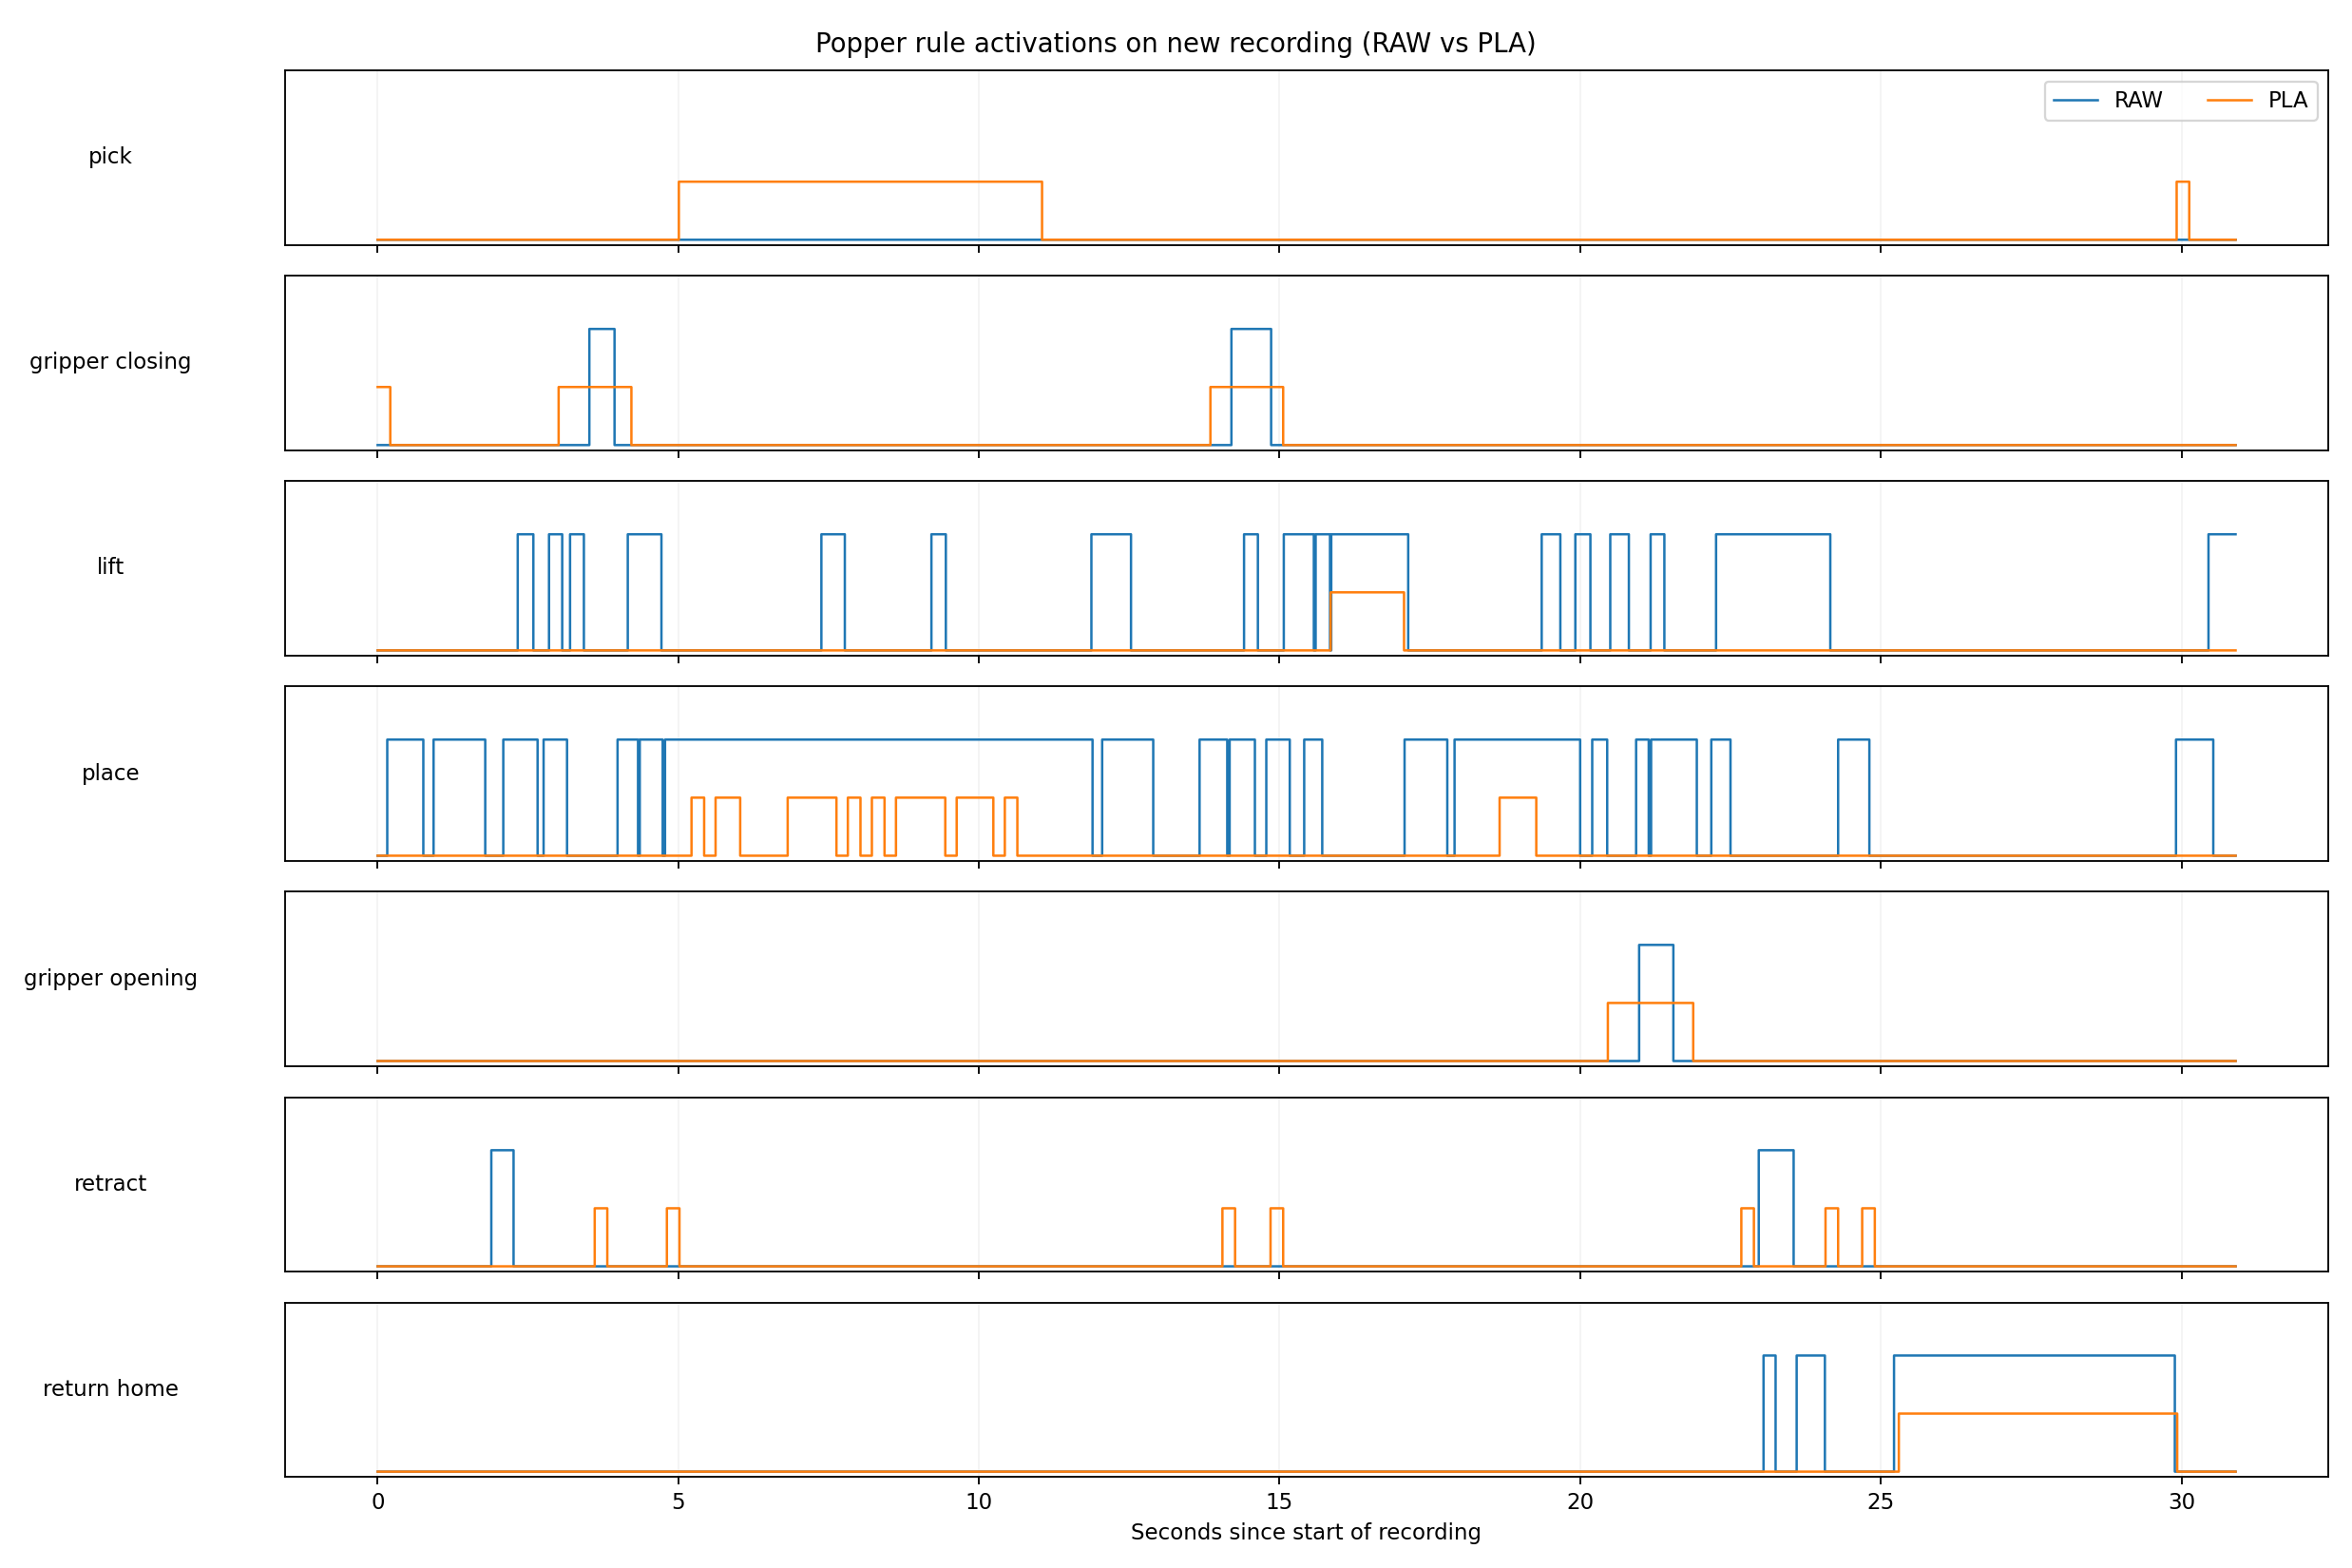 Popper rule activations on new recording (RAW vs PLA)
RAW PLA
pick
gripper closing
lift
place
gripper opening
retract
return home
0 5 10 15 20 25 30
Seconds since start of recording